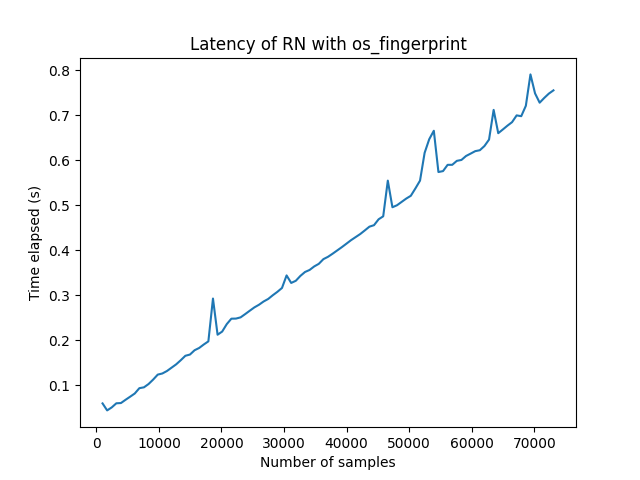 Latency of RN with os_fingerprint
Time elapsed (s)
0.8
0.7
0.6
0.5
0.4
0.3
0.2
0.1
0 10000 20000 30000 40000 50000 60000 70000
Number of samples